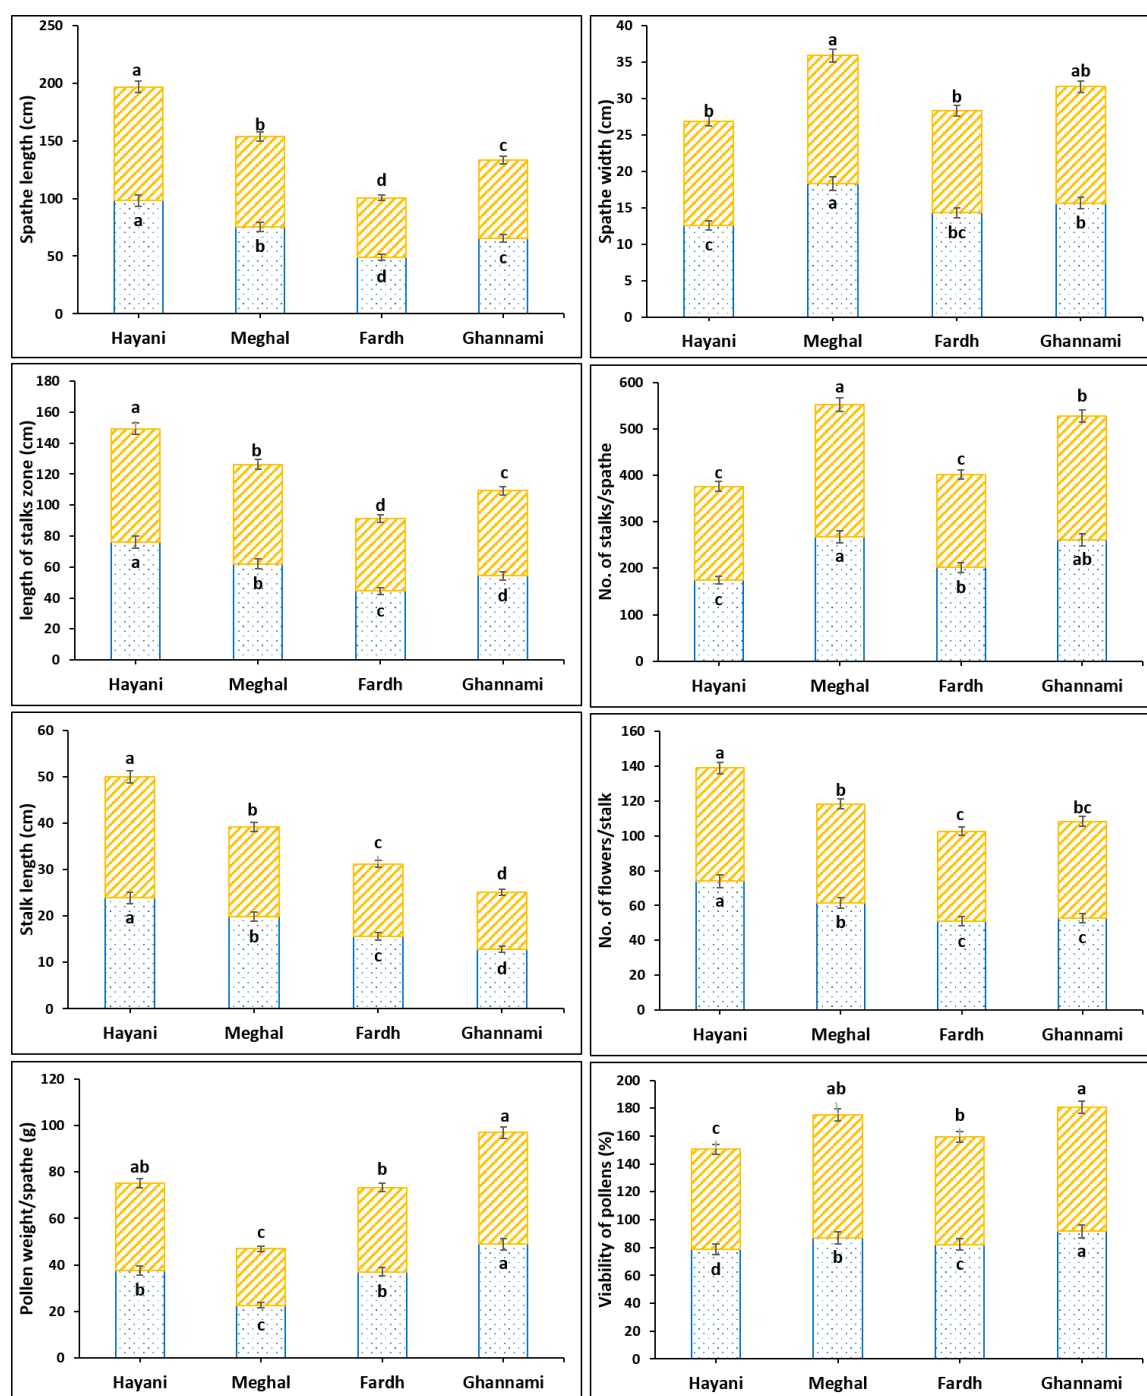 Spathe length (cm)
250
200
150
100
50
0
a
b
d
c
a
b
d
c
Hayani Meghal Fardh Ghannami
Spathe width (cm)
40
35
30
25
20
15
10
5
0
b
a
b
ab
c
a
bc
b
Hayani Meghal Fardh Ghannami
length of stalks zone (cm)
180
160
140
120
100
80
60
40
20
0
a
b
d
c
a
b
c
d
Hayani Meghal Fardh Ghannami
No. of stalks/spathe
600
500
400
300
200
100
0
c
a
c
b
c
a
b
ab
Hayani Meghal Fardh Ghannami
Stalk length (cm)
60
50
40
30
20
10
0
a
b
c
d
a
b
c
d
Hayani Meghal Fardh Ghannami
No. of flowers/stalk
160
140
120
100
80
60
40
20
0
a
b
c
bc
a
b
c
c
Hayani Meghal Fardh Ghannami
Pollen weight/spathe (g)
120
100
80
60
40
20
0
ab
c
b
a
b
c
b
a
Hayani Meghal Fardh Ghannami
Viability of pollens (%)
200
180
160
140
120
100
80
60
40
20
0
c
ab
b
a
d
b
c
a
Hayani Meghal Fardh Ghannami